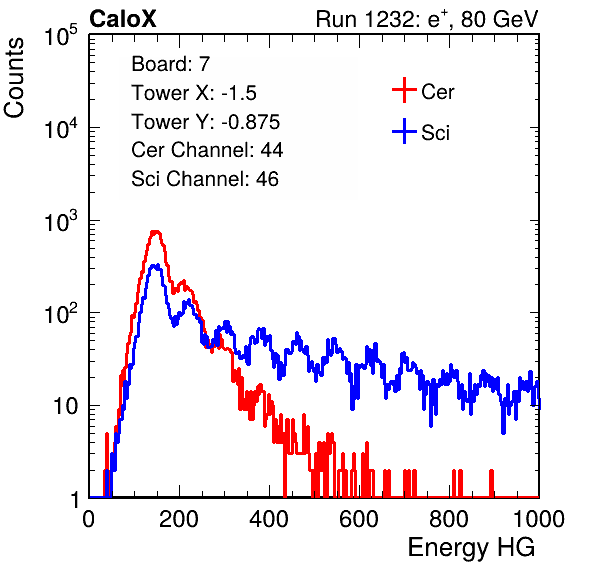 CaloX Run 1232: e⁺, 80 GeV
Counts
10⁵
10⁴
10³
10²
10
1
Board: 7
Tower X: -1.5
Tower Y: -0.875
Cer Channel: 44
Sci Channel: 46
Cer
Sci
0 200 400 600 800 1000
Energy HG